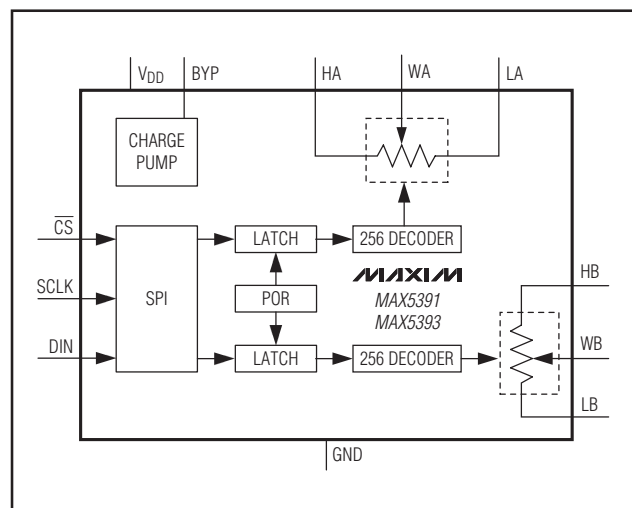 VDD BYP HA WA LA
CHARGE
PUMP
CS
LATCH 256 DECODER
SCLK SPI POR MAXIM
MAX5391
MAX5393
HB
DIN LATCH 256 DECODER WB
LB
GND